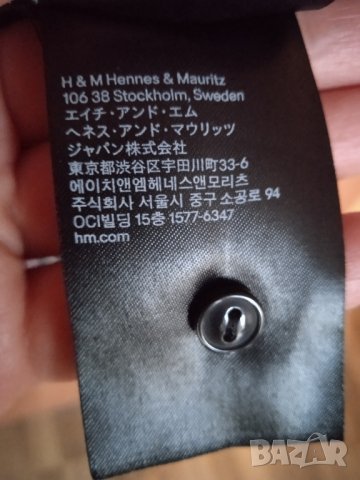 H & M Hennes & Mauritz
106 38 Stockholm, Sweden
エイチ・アンド・エム
ヘネス・アンド・マウリッツ
ジャパン株式会社
東京都渋谷区宇田川町33-6
에이치앤엠헤네스앤모리츠
주식회사 서울시 중구 소공로 94
OCI빌딩 15층 1577-6347
hm.com
BAZAR